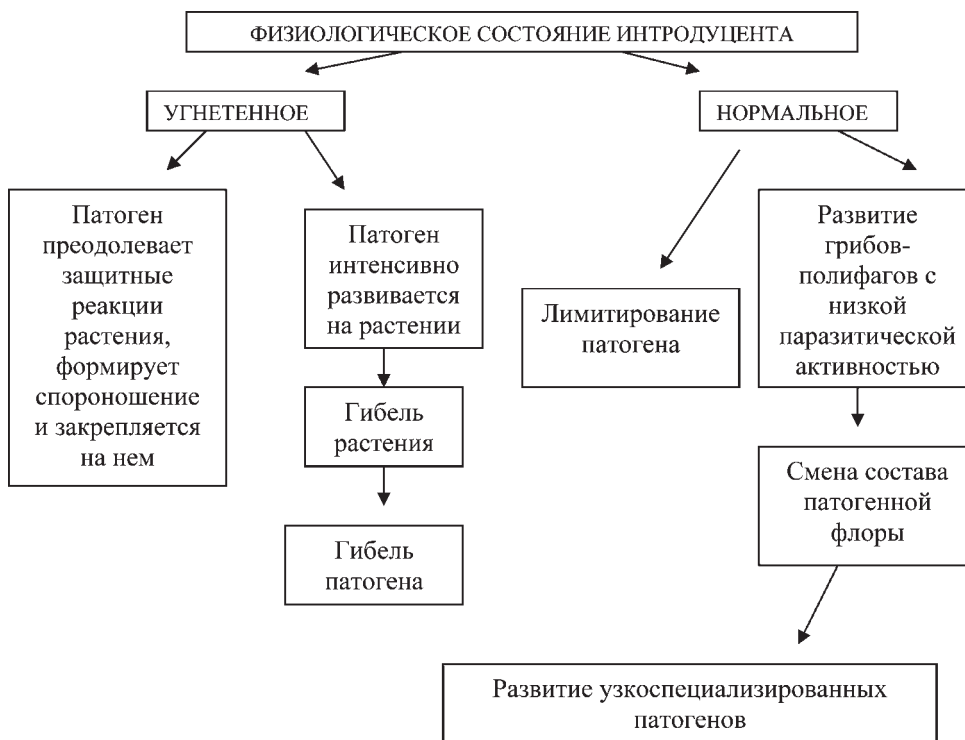 ФИЗИОЛОГИЧЕСКОЕ СОСТОЯНИЕ ИНТРОДУЦЕНТА
УГНЕТЕННОЕ
НОРМАЛЬНОЕ
Патоген
преодолевает
защитные
реакции
растения,
формирует
спороношение
и закрепляется
на нем
Патоген
интенсивно
развивается
на растении
Гибель
растения
Гибель
патогена
Лимитирование
патогена
Развитие
грибов-
полифагов с
низкой
паразитической
активностью
Смена состава
патогенной
флоры
Развитие узкоспециализированных
патогенов